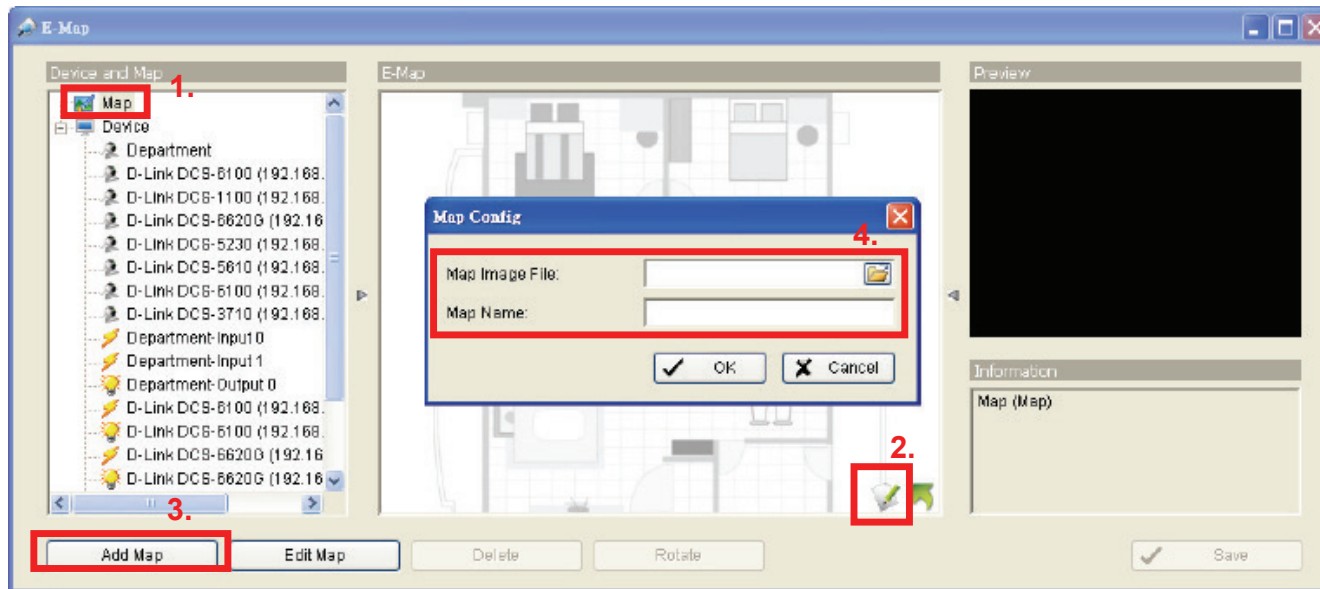 E-Map
Device and Map
1.
Map
Device
Department
D-Link DCS-6100 (192.168.
D-Link DCS-1100 (192.168.
D-Link DCS-6620G (192.16
D-Link DCS-5230 (192.168.
D-Link DCS-5610 (192.168.
D-Link DCS-6100 (192.168.
D-Link DCS-3710 (192.168.
Department-Input 0
Department-Input 1
Department-Output 0
D-Link DCS-6100 (192.168.
D-Link DCS-6100 (192.168.
D-Link DCS-6620G (192.16
D-Link DCS-6620G (192.16
3.
Add Map
Edit Map
Delete
Rotate
Save
E-Map
Map Config
4.
Map Image File:
Map Name:
OK
Cancel
2.
Preview
Information
Map (Map)